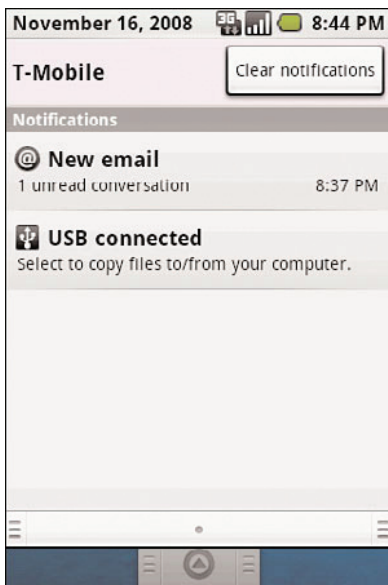 November 16, 2008 3G 8:44 PM
T-Mobile Clear notifications
Notifications
@ New email
1 unread conversation 8:37 PM
USB connected
Select to copy files to/from your computer.